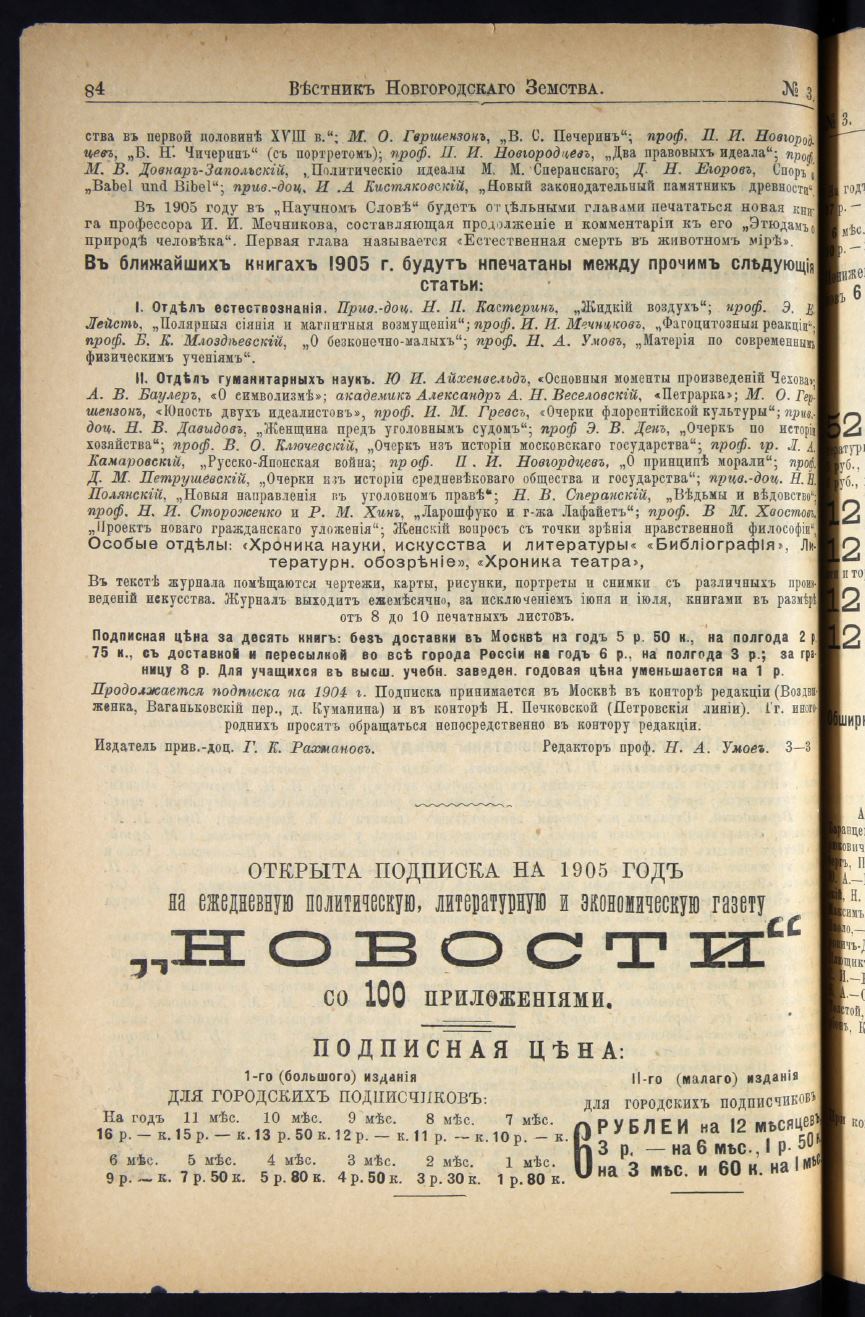 84 Вѣстникъ Новгородскаго Земства. № 3.
ства въ первой половинѣ XVIII в.“; М. О. Гершензонъ, „В. С. Печеринъ“; проф. П. И. Новгород-
цевъ, „Б. Н. Чичеринъ“ (съ портретомъ); проф. П. И. Новгородцевъ, „Два правовыхъ идеала“; проф.
М. В. Довнаръ-Запольскій, „Политическіо идеалы М. М. Сперанскаго; Д. Н. Егоровъ, Споръ о
„Babel und Bibel“; прив.-доц. И .А Кистяковскій, „Новый законодательный памятникъ древности“
Въ 1905 году въ „Научномъ Словѣ“ будетъ отдѣльными главами печататься новая кни-
га профессора И. И. Мечникова, составляющая продолженіе и комментаріи къ его „Этюдамъ о
природѣ человѣка“. Первая глава называется «Естественная смерть въ животномъ мірѣ».
Въ ближайшихъ книгахъ 1905 г. будутъ нпечатаны между прочимъ слѣдующія
статьи:
I. Отдѣлъ естествознанія. Прив.-доц. Н. П. Кастеринъ, „Жидкій воздухъ“; проф. Э. Е.
Лейстъ, „Полярныя сіянія и магнитныя возмущенія“; проф. И. И. Мечниковъ, „Фагоцитозныя реакціи“;
проф. Б. К. Млоздѣевскій, „О безконечно-малыхъ“; проф. Н. А. Умовъ, „Матерія по современнымъ
физическимъ ученіямъ“.
II. Отдѣлъ гуманитарныхъ наукъ. Ю И. Айхенвельдъ, «Основныя моменты произведеній Чехова»;
А. В. Баулеръ, «О символизмѣ»; академикъ Александръ А. Н. Веселовскій, «Петрарка»; М. О. Гер-
шензонъ, «Юность двухъ идеалистовъ», проф. И. М. Гревсъ, «Очерки флорентійской культуры“; прив.-
доц. Н. В. Давидовъ, „Женщина предъ уголовнымъ судомъ“; проф Э. В. Денъ, „Очеркъ по исторіи
хозяйства“; проф. В. О. Ключевскій, „Очеркъ изъ исторіи московскаго государства“; проф. гр. Л. А.
Камаровскій, „Русско-Японская война; проф. П. И. Новгордцевъ, „О принципѣ морали“; проф.
Д. М. Петрушевскій, „Очерки изъ исторіи средневѣковаго общества и государства“; прив.-доц. Н. Н.
Полянскій, „Новыя направленія въ уголовномъ правѣ“; Н. В. Сперанскій, „Вѣдьмы и вѣдовство“;
проф. Н. И. Стороженко и Р. М. Хинъ, „Ларошфуко и г-жа Лафайетъ“; проф. В М. Хвостовъ,
„Проектъ новаго гражданскаго уложенія“; Женскій вопросъ съ точки зрѣнія нравственной философіи“,
Особые отдѣлы: ‹Хроника науки, искусства и литературы« «Библіографія», Ли-
тературн. обозрѣніе», «Хроника театра»,
Въ текстѣ журнала помѣщаются чертежи, карты, рисунки, портреты и снимки съ различныхъ произ-
веденій искусства. Журналъ выходитъ ежемѣсячно, за исключеніемъ іюня и іюля, книгами въ размѣрѣ
отъ 8 до 10 печатныхъ листовъ.
Подписная цѣна за десять книгъ: безъ доставки въ Москвѣ на годъ 5 р. 50 к., на полгода 2 р
75 к., съ доставкой и пересылкой во всѣ города Россіи на годъ 6 р., на полгода 3 р.; за гра-
ницу 8 р. Для учащихся въ высш. учебн. заведен. годовая цѣна уменьшается на 1 р.
Продолжается подписка на 1904 г. Подписка принимается въ Москвѣ въ конторѣ редакціи (Воздви-
женка, Ваганьковскій пер., д. Куманина) и въ конторѣ Н. Печковской (Петровскія линіи). Гг. иного-
роднихъ просятъ обращаться непосредственно въ контору редакціи.
Издатель прив.-доц. Г. К. Рахмановъ. Редакторъ проф. Н. А. Умовъ. 3—3
ОТКРЫТА ПОДПИСКА НА 1905 ГОДЪ
на ежедневную политическую, литературную и экономическую газету
„НОВОСТИ“
СО 100 ПРИЛОЖЕНІЯМИ.
ПОДПИСНАЯ ЦѢНА:
1-го (большого) изданія
ДЛЯ ГОРОДСКИХЪ ПОДПИСЧИКОВЪ:
На годъ 11 мѣс. 10 мѣс. 9 мѣс. 8 мѣс. 7 мѣс.
16 р. — к. 15 р. — к. 13 р. 50 к. 12 р. — к. 11 р. — к. 10 р. — к.
6 мѣс. 5 мѣс. 4 мѣс. 3 мѣс. 2 мѣс. 1 мѣс.
9 р. — к. 7 р. 50 к. 5 р. 80 к. 4 р. 50 к. 3 р. 30 к. 1 р. 80 к.
II-го (малаго) изданія
для городскихъ подписчиковъ
6 РУБЛЕЙ на 12 мѣсяцевъ
3 р. — на 6 мѣс., 1 р. 50 к.
на 3 мѣс. и 60 к. на 1 мѣс